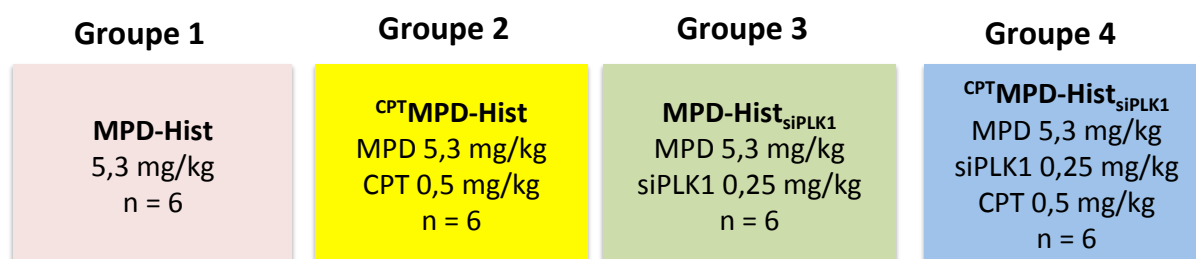 Groupe 1
MPD-Hist
5,3 mg/kg
n = 6
Groupe 2
CPTMPD-Hist
MPD 5,3 mg/kg
CPT 0,5 mg/kg
n = 6
Groupe 3
MPD-HistsiPLK1
MPD 5,3 mg/kg
siPLK1 0,25 mg/kg
n = 6
Groupe 4
CPTMPD-HistsiPLK1
MPD 5,3 mg/kg
siPLK1 0,25 mg/kg
CPT 0,5 mg/kg
n = 6